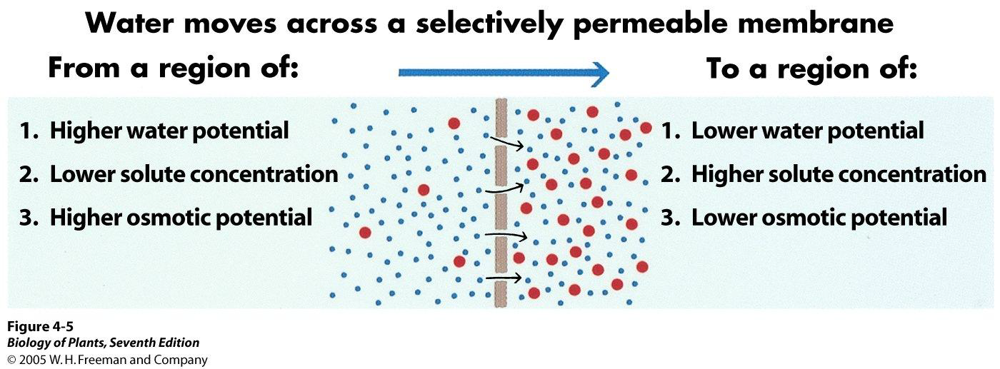 Water moves across a selectively permeable membrane
From a region of:
To a region of:
1. Higher water potential
2. Lower solute concentration
3. Higher osmotic potential
1. Lower water potential
2. Higher solute concentration
3. Lower osmotic potential
Figure 4-5
Biology of Plants, Seventh Edition
© 2005 W. H. Freeman and Company